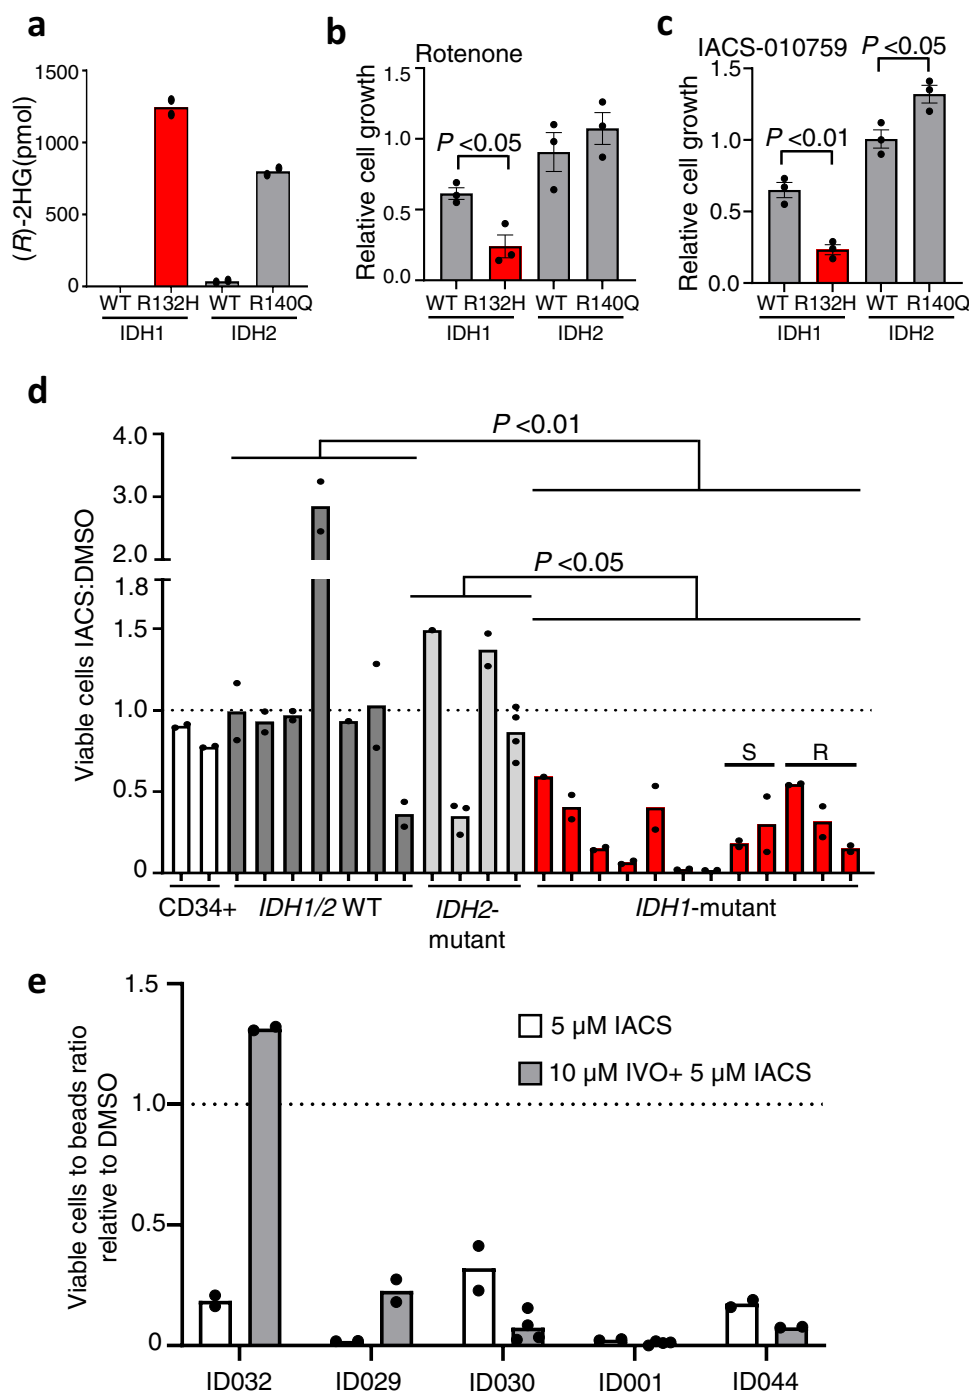 a
1500
1000
500
0
(R)-2HG(pmol)
WT R132H WT R140Q
IDH1 IDH2
b
Rotenone
1.5
1.0
0.5
0.0
Relative cell growth
P <0.05
WT R132H WT R140Q
IDH1 IDH2
c
IACS-010759
P <0.05
1.5
1.0
0.5
0.0
Relative cell growth
P <0.01
WT R132H WT R140Q
IDH1 IDH2
d
4.0
3.0
2.0
1.8
1.5
1.0
0.5
0
Viable cells IACS:DMSO
P <0.01
P <0.05
S R
CD34+ IDH1/2 WT IDH2- IDH1-mutant
mutant
e
1.5
1.0
0.5
0
Viable cells to beads ratio
relative to DMSO
5 µM IACS
10 µM IVO+ 5 µM IACS
ID032 ID029 ID030 ID001 ID044